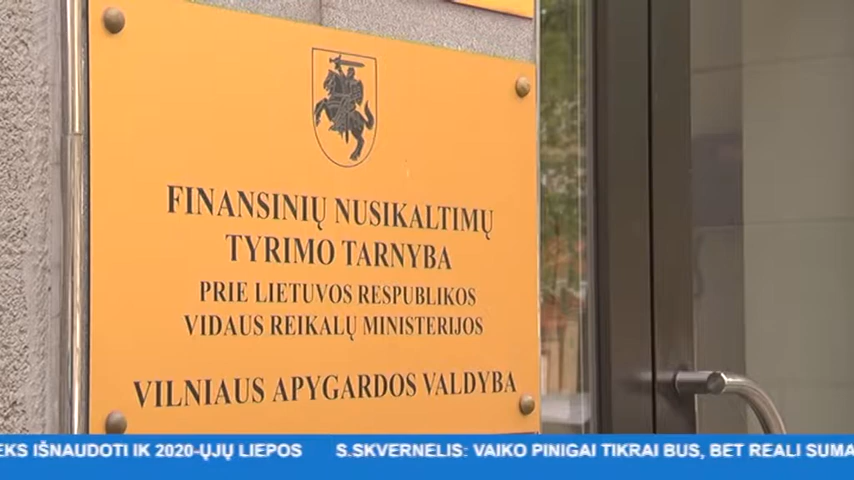 FINANSINIŲ NUSIKALTIMŲ
TYRIMO TARNYBA
PRIE LIETUVOS RESPUBLIKOS
VIDAUS REIKALŲ MINISTERIJOS
VILNIAUS APYGARDOS VALDYBA
IŠNAUDOTI IK 2020-ŲJŲ LIEPOS S.SKVERNELIS: VAIKO PINIGAI TIKRAI BUS, BET REALI SUMA